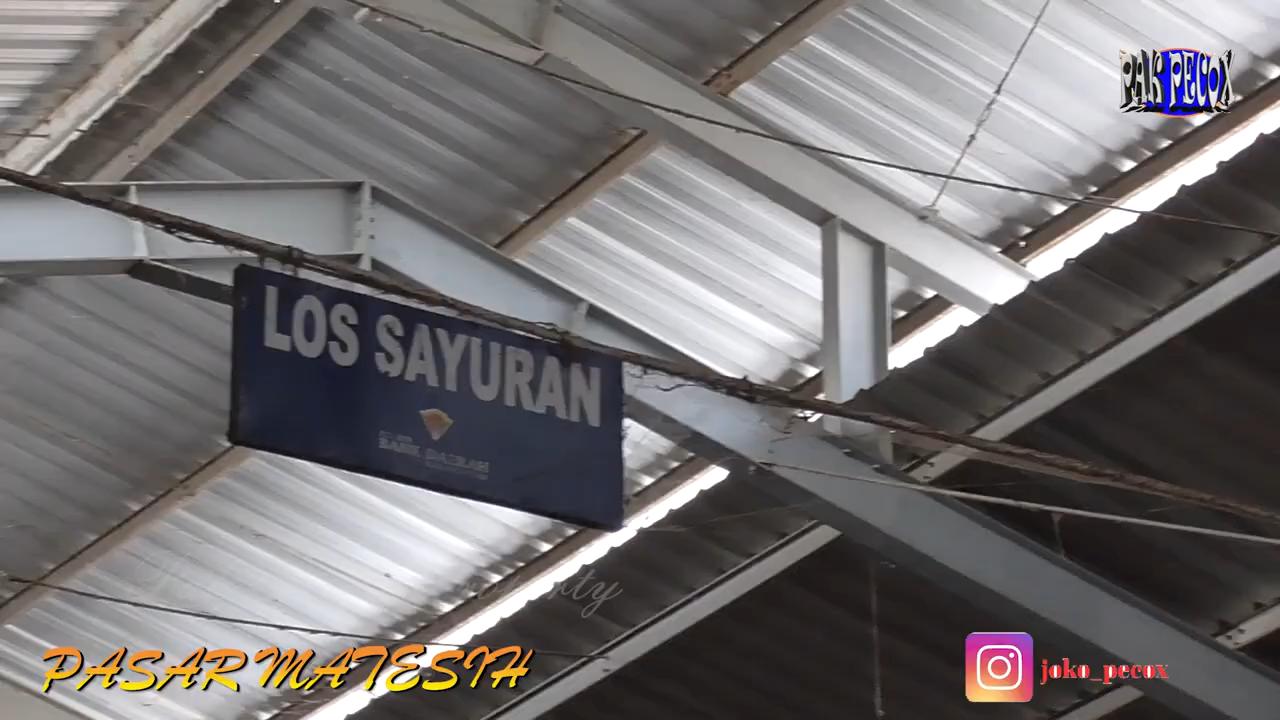 PAK PECOX
LOS SAYURAN
BANK DAERAH
PASAR MATESIH
joko_pecox